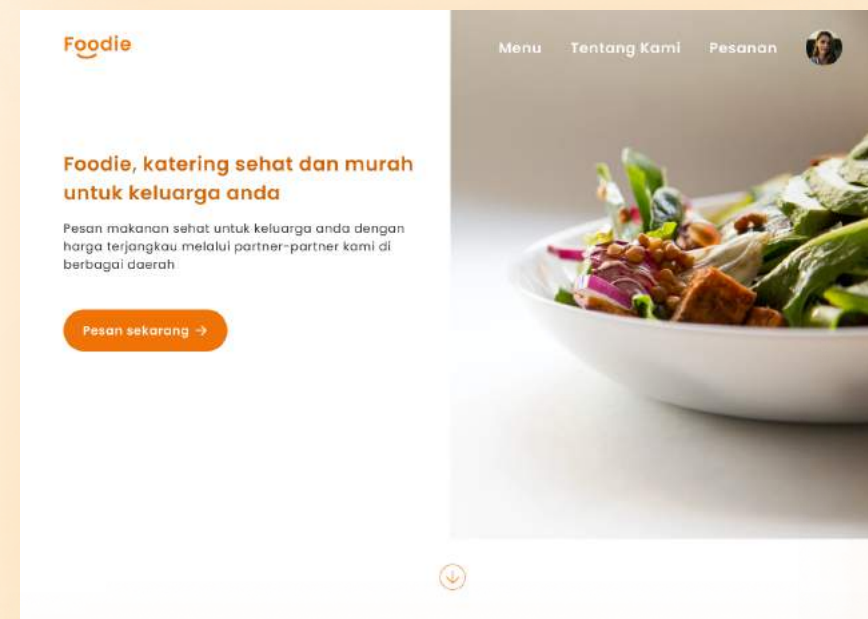 Foodie
Menu Tentang Kami Pesanan
Foodie, katering sehat dan murah
untuk keluarga anda
Pesan makanan sehat untuk keluarga anda dengan
harga terjangkau melalui partner-partner kami di
berbagai daerah
Pesan sekarang →